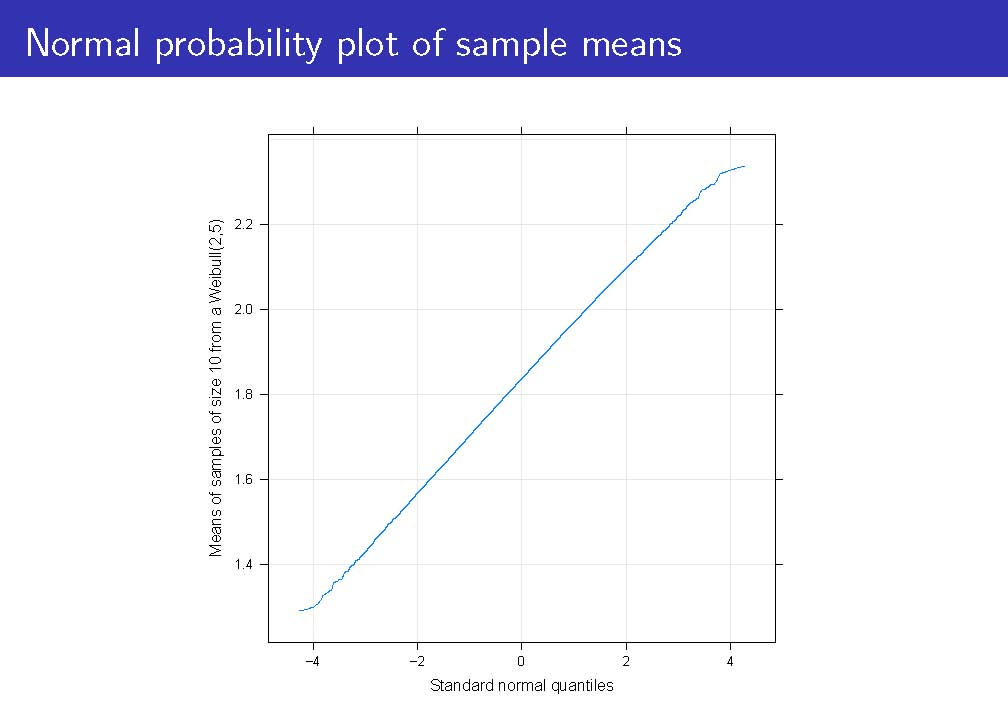 Normal probability plot of sample means
Means of samples of size 10 from a Weibull(2,5)
2.2
2.0
1.8
1.6
1.4
−4 −2 0 2 4
Standard normal quantiles